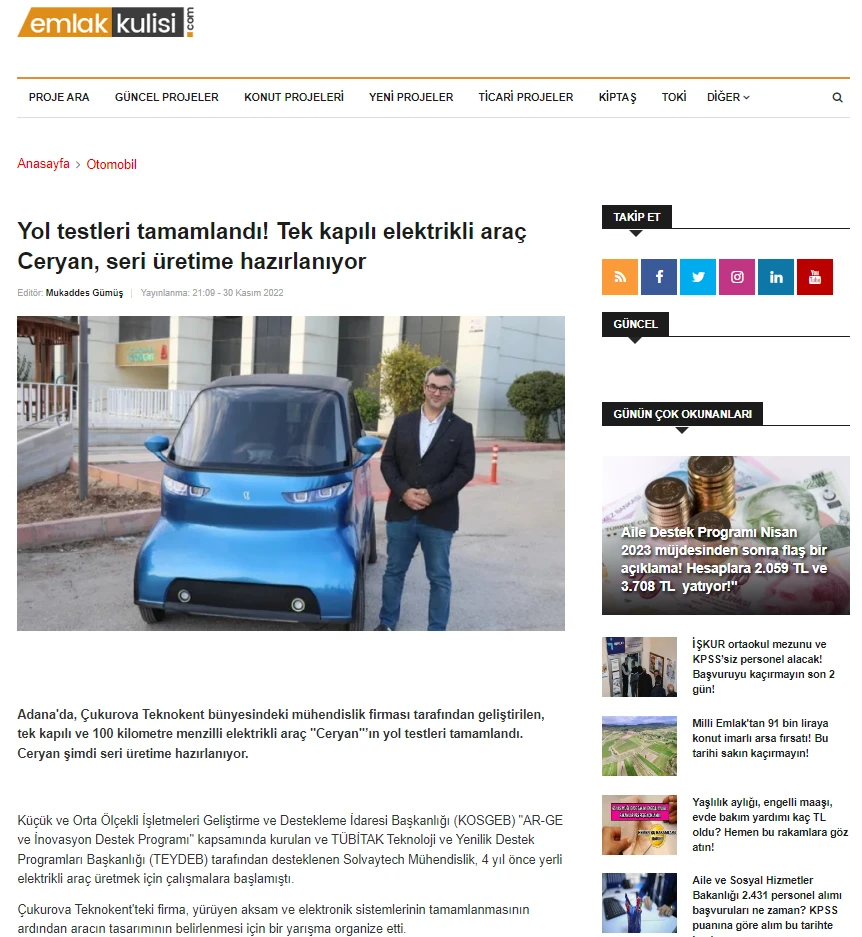 emlakkulisi.com
PROJE ARA GÜNCEL PROJELER KONUT PROJELERİ YENİ PROJELER TİCARİ PROJELER KİPTAŞ TOKİ DİĞER
Anasayfa > Otomobil
Yol testleri tamamlandı! Tek kapılı elektrikli araç
Ceryan, seri üretime hazırlanıyor
Editör: Mukaddes Gümüş | Yayınlanma: 21:09 - 30 Kasım 2022
Adana'da, Çukurova Teknokent bünyesindeki mühendislik firması tarafından geliştirilen,
tek kapılı ve 100 kilometre menzilli elektrikli araç "Ceryan"'ın yol testleri tamamlandı.
Ceryan şimdi seri üretime hazırlanıyor.
Küçük ve Orta Ölçekli İşletmeleri Geliştirme ve Destekleme İdaresi Başkanlığı (KOSGEB) "AR-GE
ve İnovasyon Destek Programı" kapsamında kurulan ve TÜBİTAK Teknoloji ve Yenilik Destek
Programları Başkanlığı (TEYDEB) tarafından desteklenen Solvaytech Mühendislik, 4 yıl önce yerli
elektrikli araç üretmek için çalışmalara başlamıştı.
Çukurova Teknokent'teki firma, yürüyen aksam ve elektronik sistemlerinin tamamlanmasının
ardından aracın tasarımının belirlenmesi için bir yarışma organize etti.
TAKİP ET
GÜNCEL
GÜNÜN ÇOK OKUNANLARI
Aile Destek Programı Nisan
2023 müjdesinden sonra flaş bir
açıklama! Hesaplara 2.059 TL ve
3.708 TL yatıyor!"
İŞKUR ortaokul mezunu ve
KPSS'siz personel alacak!
Başvuruyu kaçırmayın son 2
gün!
Milli Emlak'tan 91 bin liraya
konut imarlı arsa fırsatı! Bu
tarihi sakın kaçırmayın!
Yaşlılık aylığı, engelli maaşı,
evde bakım yardımı kaç TL
oldu? Hemen bu rakamlara göz
atın!
Aile ve Sosyal Hizmetler
Bakanlığı 2.431 personel alımı
başvuruları ne zaman? KPSS
puanına göre alım bu tarihte